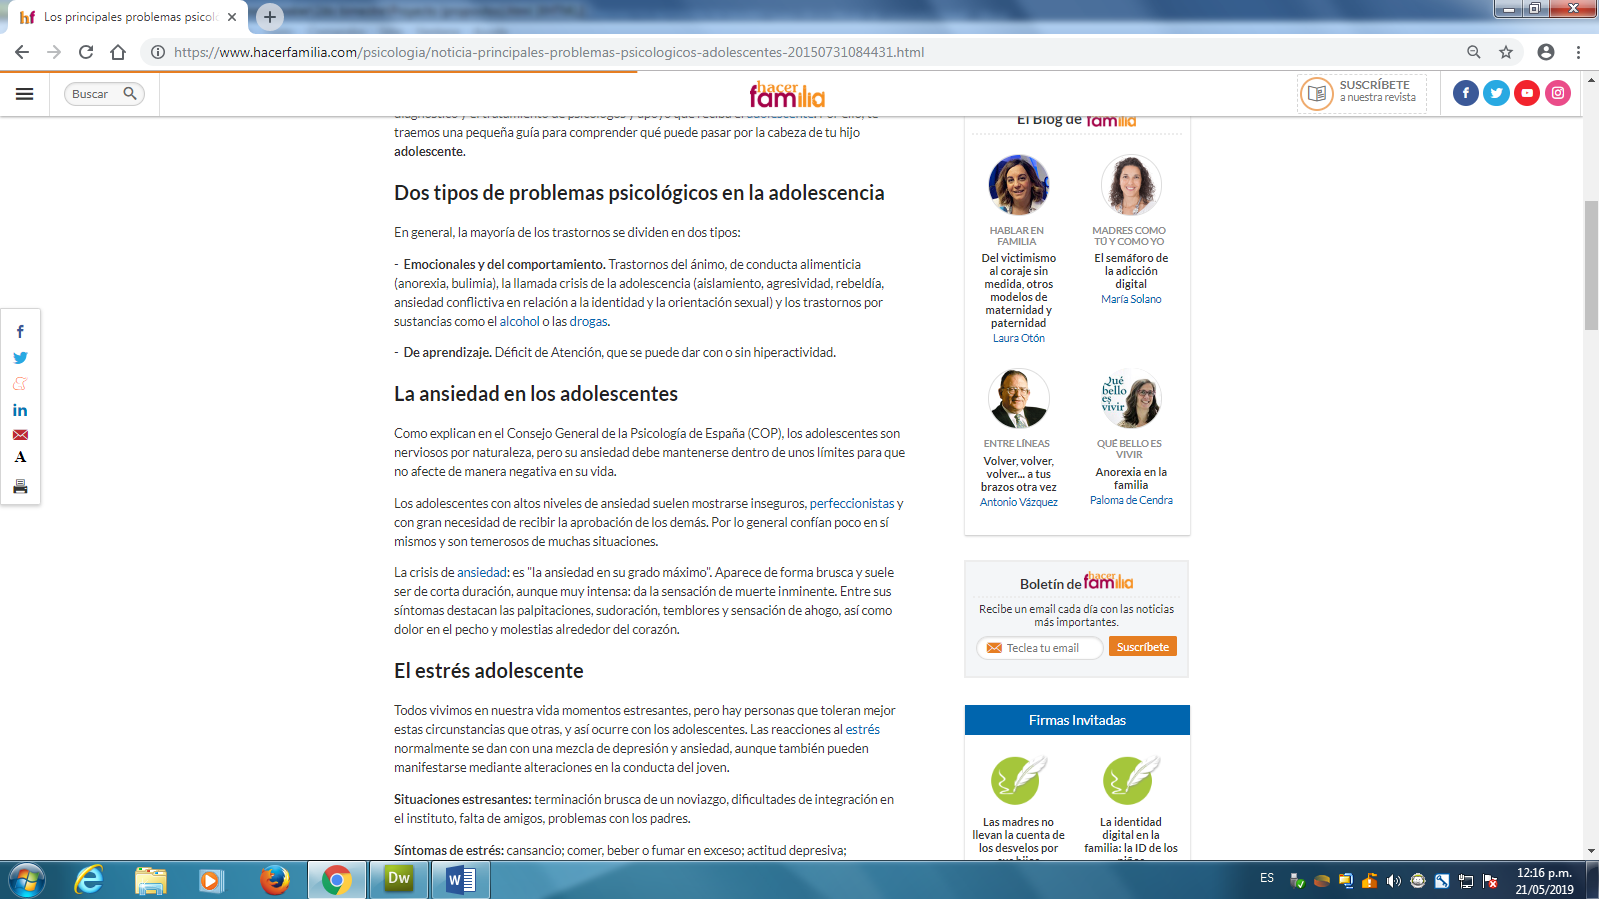 Los principales problemas psicol
https://www.hacerfamilia.com/psicologia/noticia-principales-problemas-psicologicos-adolescentes-20150731084431.html
Buscar
hacer
familia
SUSCRÍBETE
a nuestra revista
traemos una pequeña guía para comprender qué puede pasar por la cabeza de tu hijo
adolescente.
Dos tipos de problemas psicológicos en la adolescencia
En general, la mayoría de los trastornos se dividen en dos tipos:
- Emocionales y del comportamiento. Trastornos del ánimo, de conducta alimenticia
(anorexia, bulimia), la llamada crisis de la adolescencia (aislamiento, agresividad, rebeldía,
ansiedad conflictiva en relación a la identidad y la orientación sexual) y los trastornos por
sustancias como el alcohol o las drogas.
- De aprendizaje. Déficit de Atención, que se puede dar con o sin hiperactividad.
La ansiedad en los adolescentes
Como explican en el Consejo General de la Psicología de España (COP), los adolescentes son
nerviosos por naturaleza, pero su ansiedad debe mantenerse dentro de unos límites para que
no afecte de manera negativa en su vida.
Los adolescentes con altos niveles de ansiedad suelen mostrarse inseguros, perfeccionistas y
con gran necesidad de recibir la aprobación de los demás. Por lo general confían poco en sí
mismos y son temerosos de muchas situaciones.
La crisis de ansiedad: es "la ansiedad en su grado máximo". Aparece de forma brusca y suele
ser de corta duración, aunque muy intensa: da la sensación de muerte inminente. Entre sus
síntomas destacan las palpitaciones, sudoración, temblores y sensación de ahogo, así como
dolor en el pecho y molestias alrededor del corazón.
El estrés adolescente
Todos vivimos en nuestra vida momentos estresantes, pero hay personas que toleran mejor
estas circunstancias que otras, y así ocurre con los adolescentes. Las reacciones al estrés
normalmente se dan con una mezcla de depresión y ansiedad, aunque también pueden
manifestarse mediante alteraciones en la conducta del joven.
Situaciones estresantes: terminación brusca de un noviazgo, dificultades de integración en
el instituto, falta de amigos, problemas con los padres.
Síntomas de estrés: cansancio; comer, beber o fumar en exceso; actitud depresiva;
El Blog de familia
HABLAR EN
FAMILIA
Del victimismo
al coraje sin
medida, otros
modelos de
maternidad y
paternidad
Laura Otón
MADRES COMO
TÚ Y COMO YO
El semáforo de
la adicción
digital
María Solano
ENTRE LÍNEAS
Volver, volver,
volver... a tus
brazos otra vez
Antonio Vázquez
Qué
bello
es
vivir
QUÉ BELLO ES
VIVIR
Anorexia en la
familia
Paloma de Cendra
Boletín de hacer familia
Recibe un email cada día con las noticias
más importantes.
Teclea tu email
Suscríbete
Firmas Invitadas
Las madres no
llevan la cuenta de
los desvelos por
La identidad
digital en la
familia: la ID de los
A
Dw
W
ES
12:16 p.m.
21/05/2019